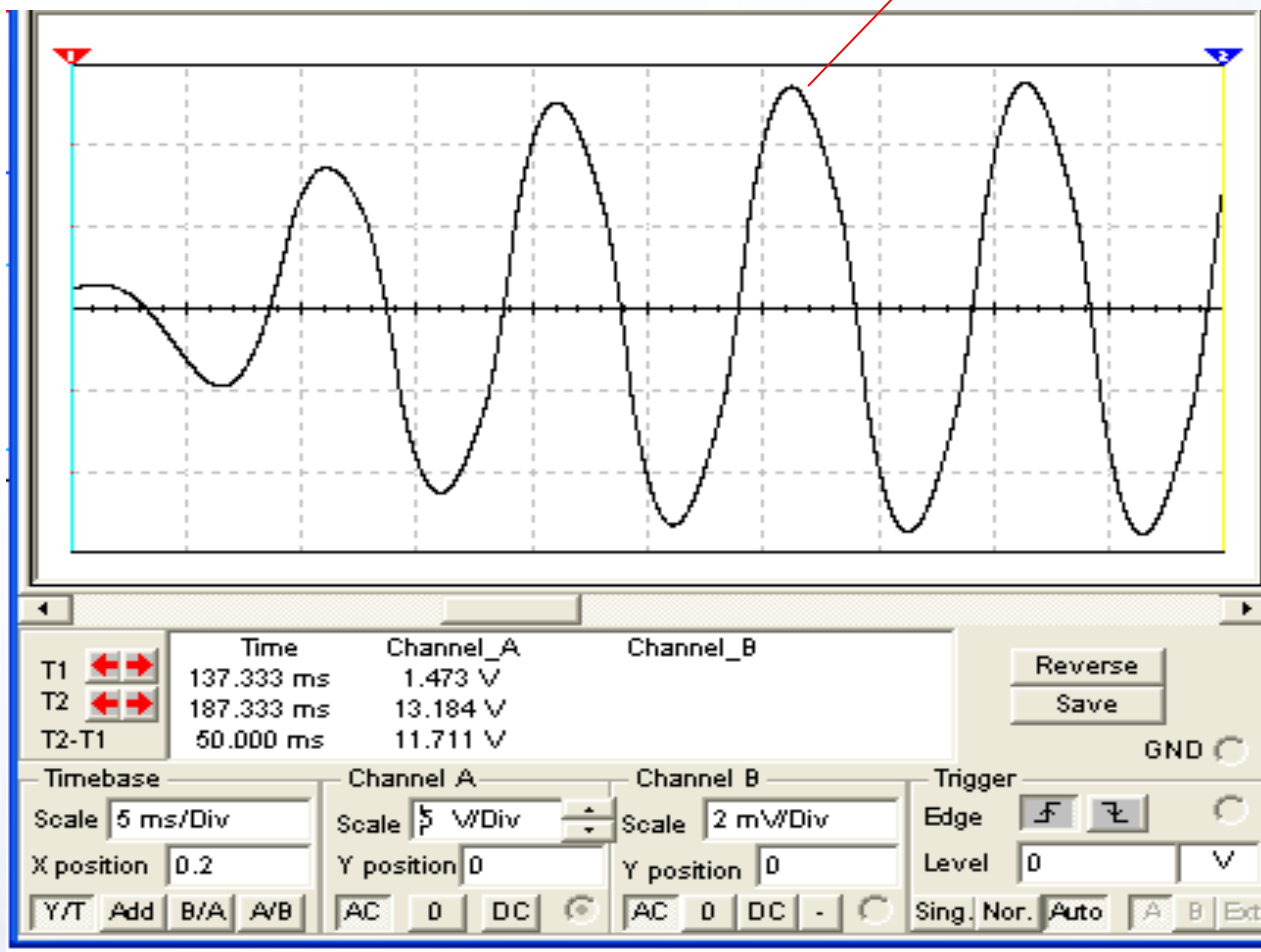 1 2
Time Channel_A Channel_B
T1 137.333 ms 1.473 V
T2 187.333 ms 13.184 V
T2-T1 50.000 ms 11.711 V
Reverse
Save
GND
Timebase Channel A Channel B Trigger
Scale 5 ms/Div Scale 5 V/Div Scale 2 mV/Div Edge
X position 0.2 Y position 0 Y position 0 Level 0 V
Y/T Add B/A A/B AC 0 DC AC 0 DC - Sing. Nor. Auto A B Ext